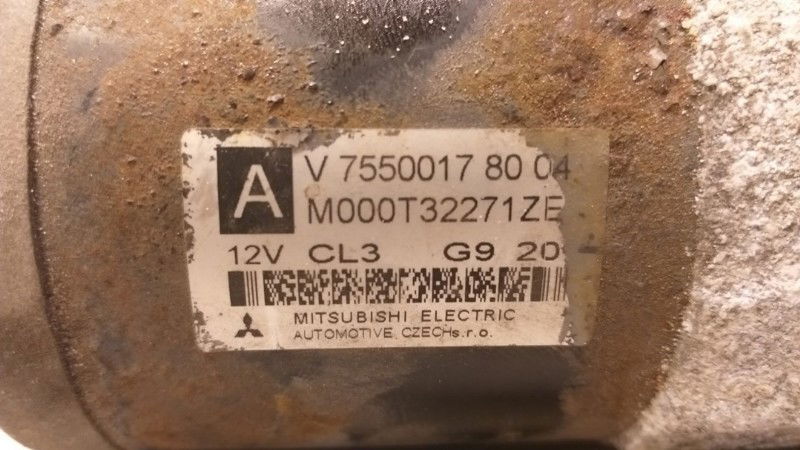 A
V 7550017 80 04
M000T32271ZE
12V CL3 G9 20
MITSUBISHI ELECTRIC
AUTOMOTIVE CZECH s.r.o.